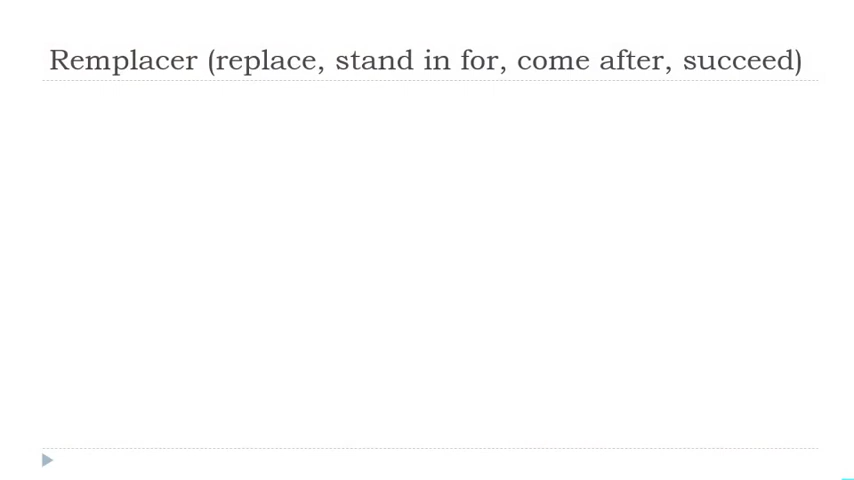 Remplacer (replace, stand in for, come after, succeed)